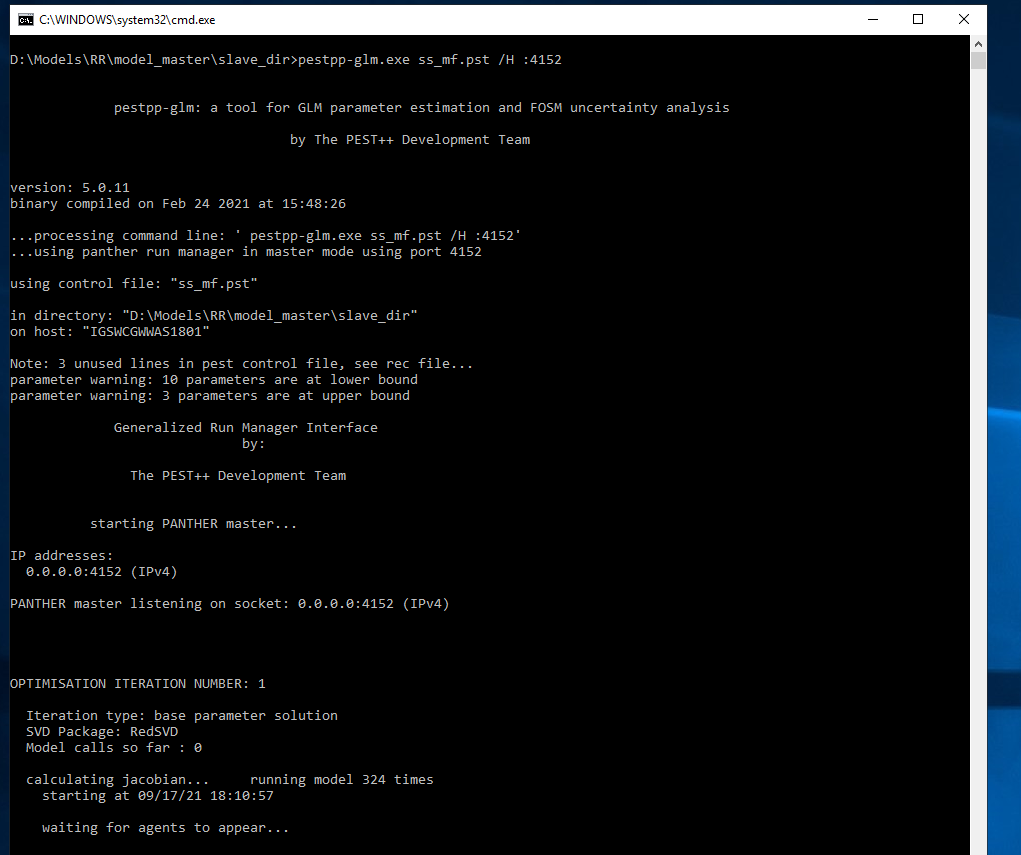 C:\WINDOWS\system32\cmd.exe
D:\Models\RR\model_master\slave_dir>pestpp-glm.exe ss_mf.pst /H :4152
pestpp-glm: a tool for GLM parameter estimation and FOSM uncertainty analysis
by The PEST++ Development Team
version: 5.0.11
binary compiled on Feb 24 2021 at 15:48:26
...processing command line: ' pestpp-glm.exe ss_mf.pst /H :4152'
...using panther run manager in master mode using port 4152
using control file: "ss_mf.pst"
in directory: "D:\Models\RR\model_master\slave_dir"
on host: "IGSWCGWWAS1801"
Note: 3 unused lines in pest control file, see rec file...
parameter warning: 10 parameters are at lower bound
parameter warning: 3 parameters are at upper bound
Generalized Run Manager Interface
by:
The PEST++ Development Team
starting PANTHER master...
IP addresses:
0.0.0.0:4152 (IPv4)
PANTHER master listening on socket: 0.0.0.0:4152 (IPv4)
OPTIMISATION ITERATION NUMBER: 1
Iteration type: base parameter solution
SVD Package: RedSVD
Model calls so far : 0
calculating jacobian... running model 324 times
starting at 09/17/21 18:10:57
waiting for agents to appear...